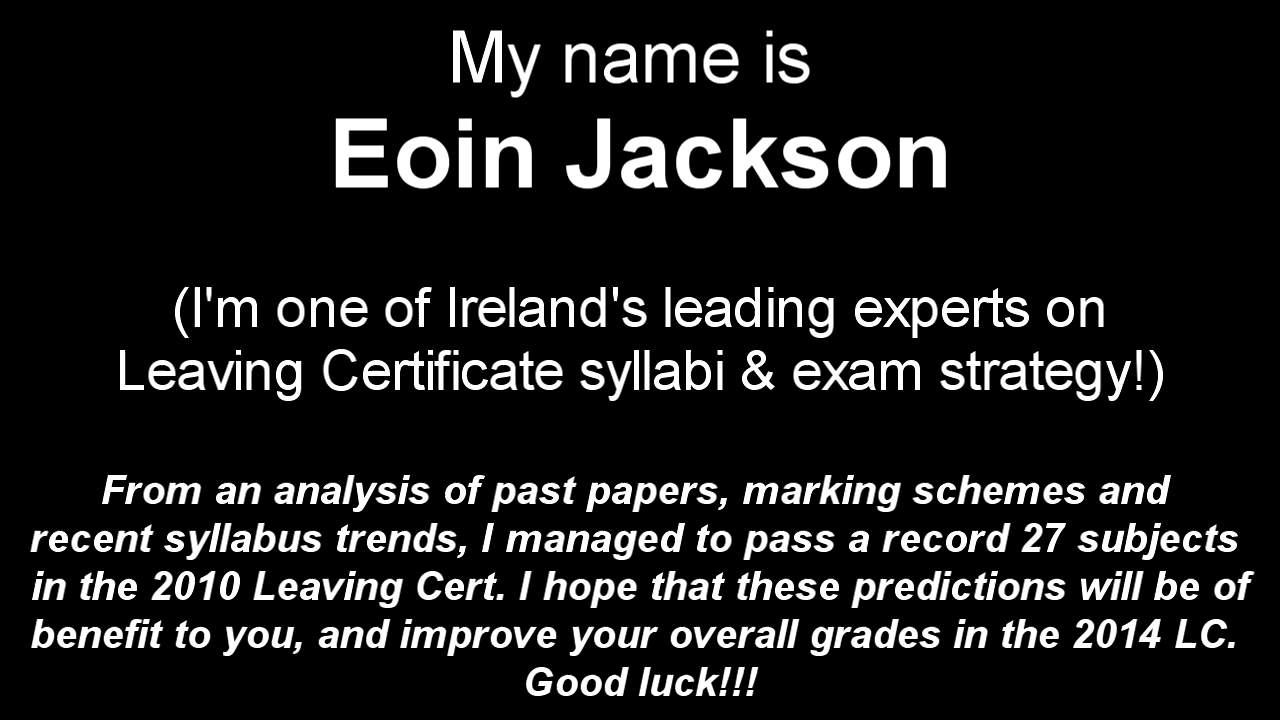 My name is
Eoin Jackson
(I'm one of Ireland's leading experts on
Leaving Certificate syllabi & exam strategy!)
From an analysis of past papers, marking schemes and
recent syllabus trends, I managed to pass a record 27 subjects
in the 2010 Leaving Cert. I hope that these predictions will be of
benefit to you, and improve your overall grades in the 2014 LC.
Good luck!!!